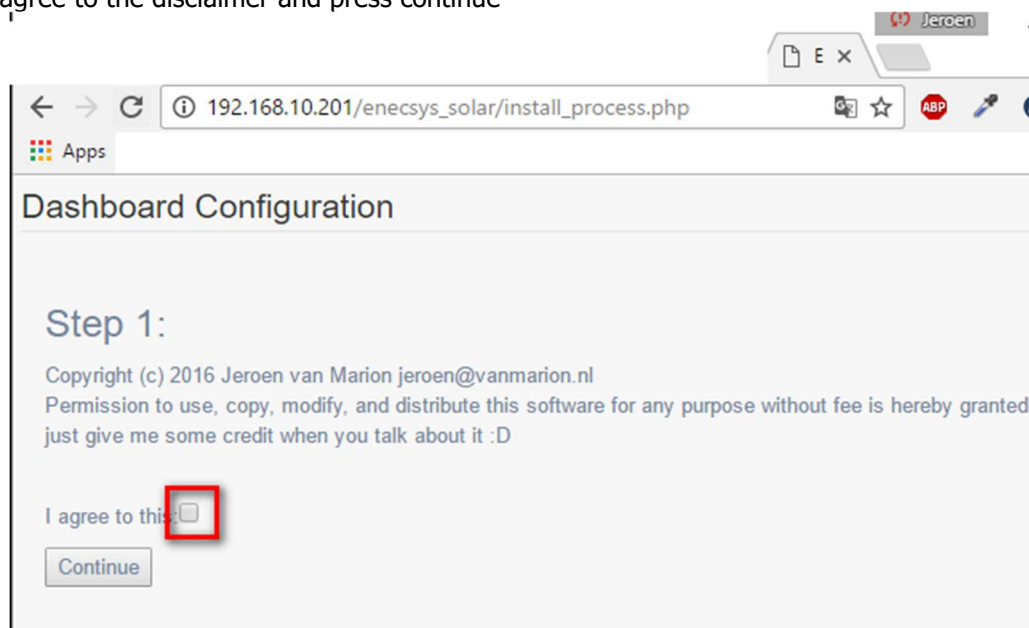 agree to the disclaimer and press continue
Jeroen
E
192.168.10.201/enecsys_solar/install_process.php
ABP
Apps
Dashboard Configuration
Step 1:
Copyright (c) 2016 Jeroen van Marion jeroen@vanmarion.nl
Permission to use, copy, modify, and distribute this software for any purpose without fee is hereby granted
just give me some credit when you talk about it :D
I agree to this:
Continue